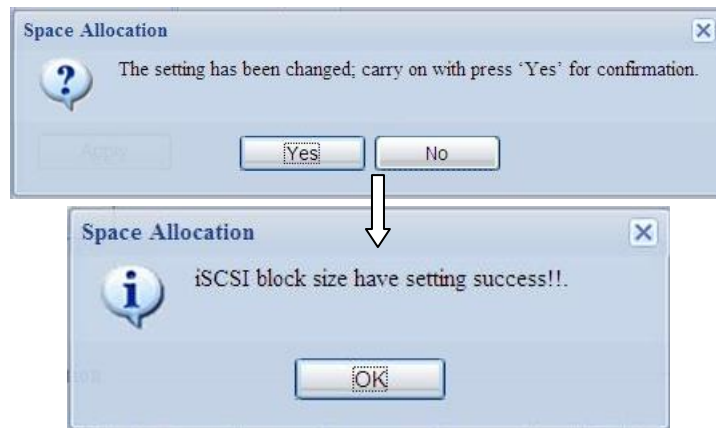 Space Allocation
The setting has been changed; carry on with press ‘Yes’ for confirmation.
Apply
Yes
No
Space Allocation
iSCSI block size have setting success!!.
OK